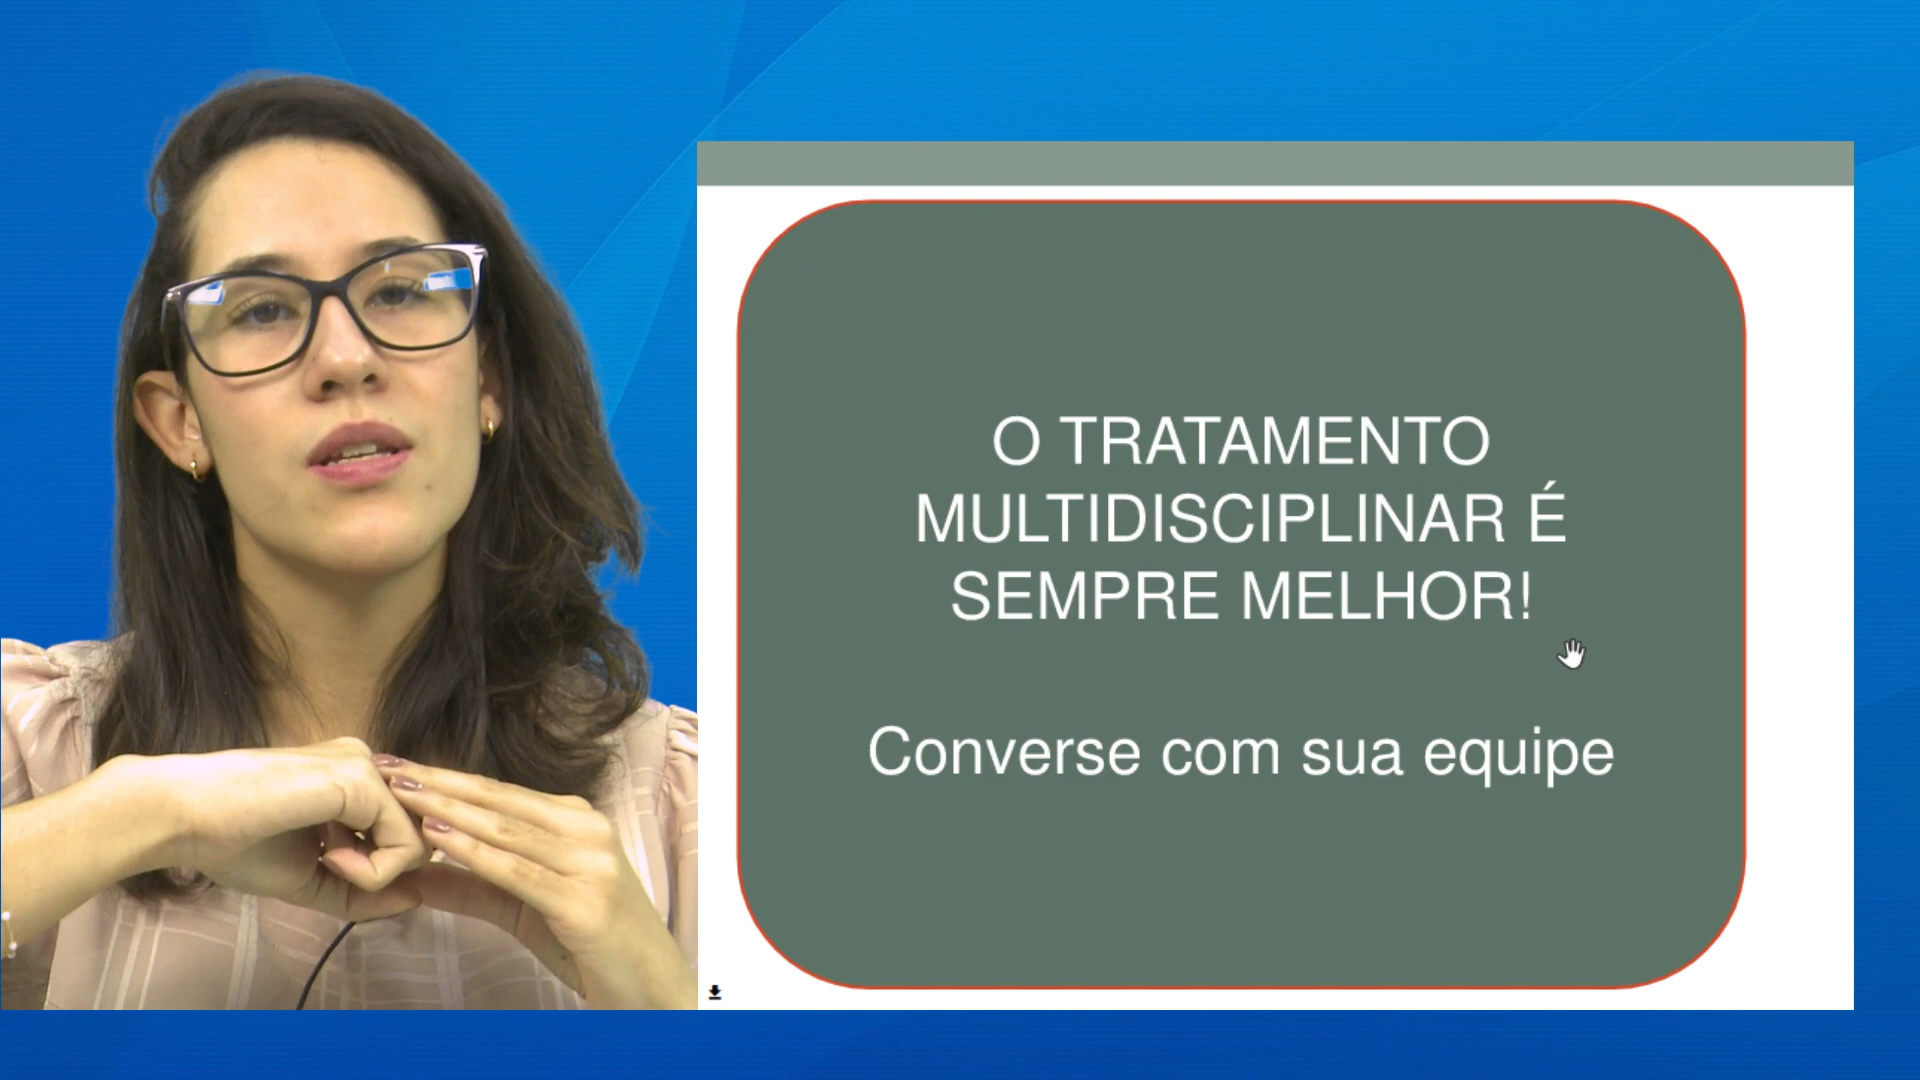 O TRATAMENTO
MULTIDISCIPLINAR É
SEMPRE MELHOR!
Converse com sua equipe